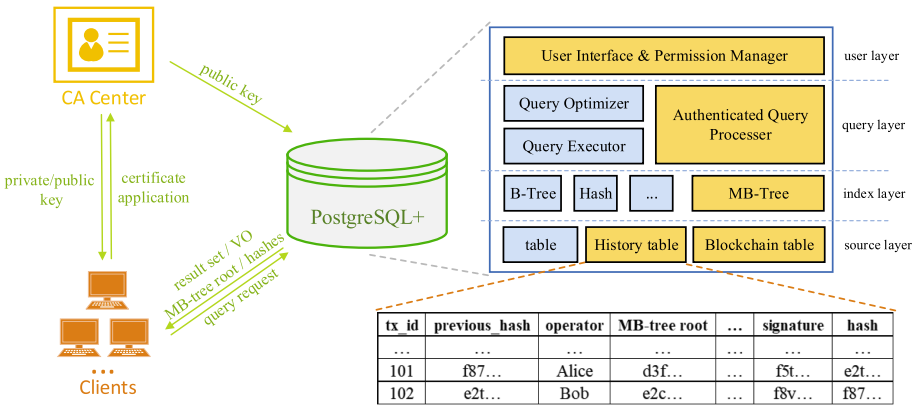 CA Center
public key
private/public
key
certificate
application
PostgreSQL+
result set / VO
MB-tree root / hashes
query request
...
Clients
User Interface & Permission Manager
user layer
Query Optimizer
Query Executor
Authenticated Query
Processer
query layer
B-Tree
Hash
...
MB-Tree
index layer
table
History table
Blockchain table
source layer
tx_id previous_hash operator MB-tree root ... signature hash
... ... ... ... ... ... ...
101 f87... Alice d3f... ... f5t... e2t...
102 e2t... Bob e2c... ... f8v... f87...